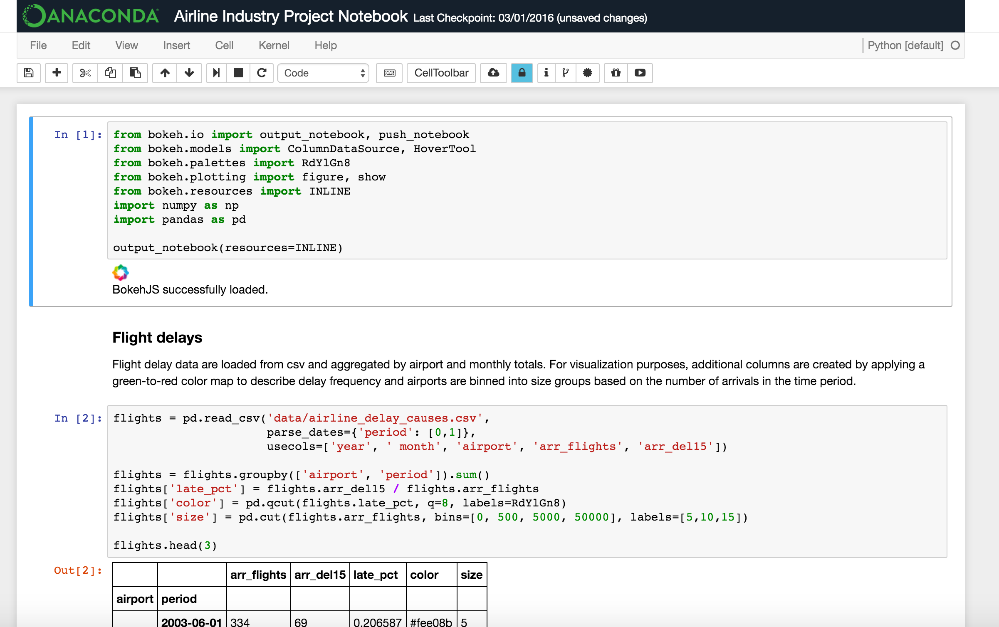 ANACONDA Airline Industry Project Notebook Last Checkpoint: 03/01/2016 (unsaved changes)
File Edit View Insert Cell Kernel Help Python [default]
Code CellToolbar
In [1]: from bokeh.io import output_notebook, push_notebook
from bokeh.models import ColumnDataSource, HoverTool
from bokeh.palettes import RdYlGn8
from bokeh.plotting import figure, show
from bokeh.resources import INLINE
import numpy as np
import pandas as pd
output_notebook(resources=INLINE)
BokehJS successfully loaded.
Flight delays
Flight delay data are loaded from csv and aggregated by airport and monthly totals. For visualization purposes, additional columns are created by applying a
green-to-red color map to describe delay frequency and airports are binned into size groups based on the number of arrivals in the time period.
In [2]: flights = pd.read_csv('data/airline_delay_causes.csv',
parse_dates={'period': [0,1]},
usecols=['year', ' month', 'airport', 'arr_flights', 'arr_del15'])
flights = flights.groupby(['airport', 'period']).sum()
flights['late_pct'] = flights.arr_del15 / flights.arr_flights
flights['color'] = pd.qcut(flights.late_pct, q=8, labels=RdYlGn8)
flights['size'] = pd.cut(flights.arr_flights, bins=[0, 500, 5000, 50000], labels=[5,10,15])
flights.head(3)
Out[2]: arr_flights arr_del15 late_pct color size
airport period
2003-06-01 334 69 0.206587 #fee08b 5